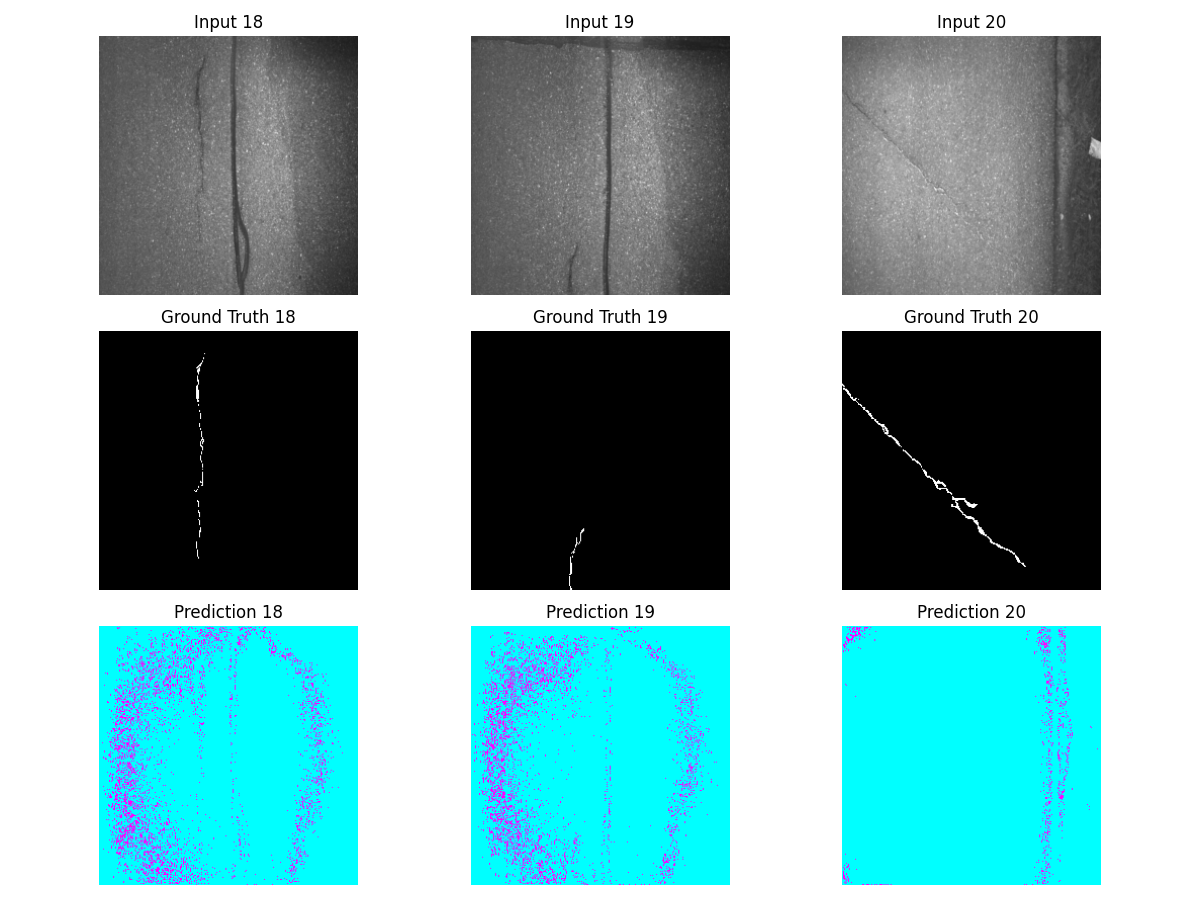 Input 18
Input 19
Input 20
Ground Truth 18
Ground Truth 19
Ground Truth 20
Prediction 18
Prediction 19
Prediction 20